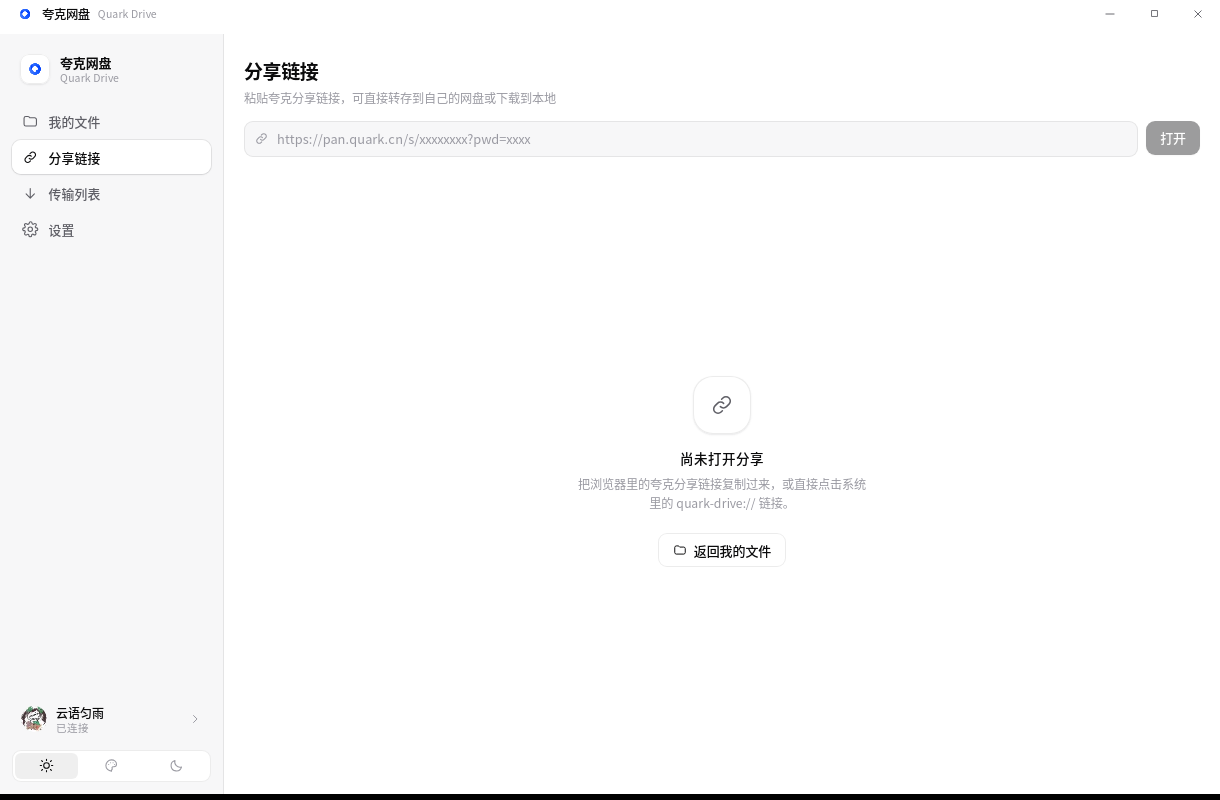 夸克网盘 Quark Drive
夸克网盘
Quark Drive
我的文件
分享链接
传输列表
设置
云语匀雨
已连接
分享链接
粘贴夸克分享链接，可直接转存到自己的网盘或下载到本地
https://pan.quark.cn/s/xxxxxxxx?pwd=xxxx
打开
尚未打开分享
把浏览器里的夸克分享链接复制过来，或直接点击系统
里的 quark-drive:// 链接。
返回我的文件